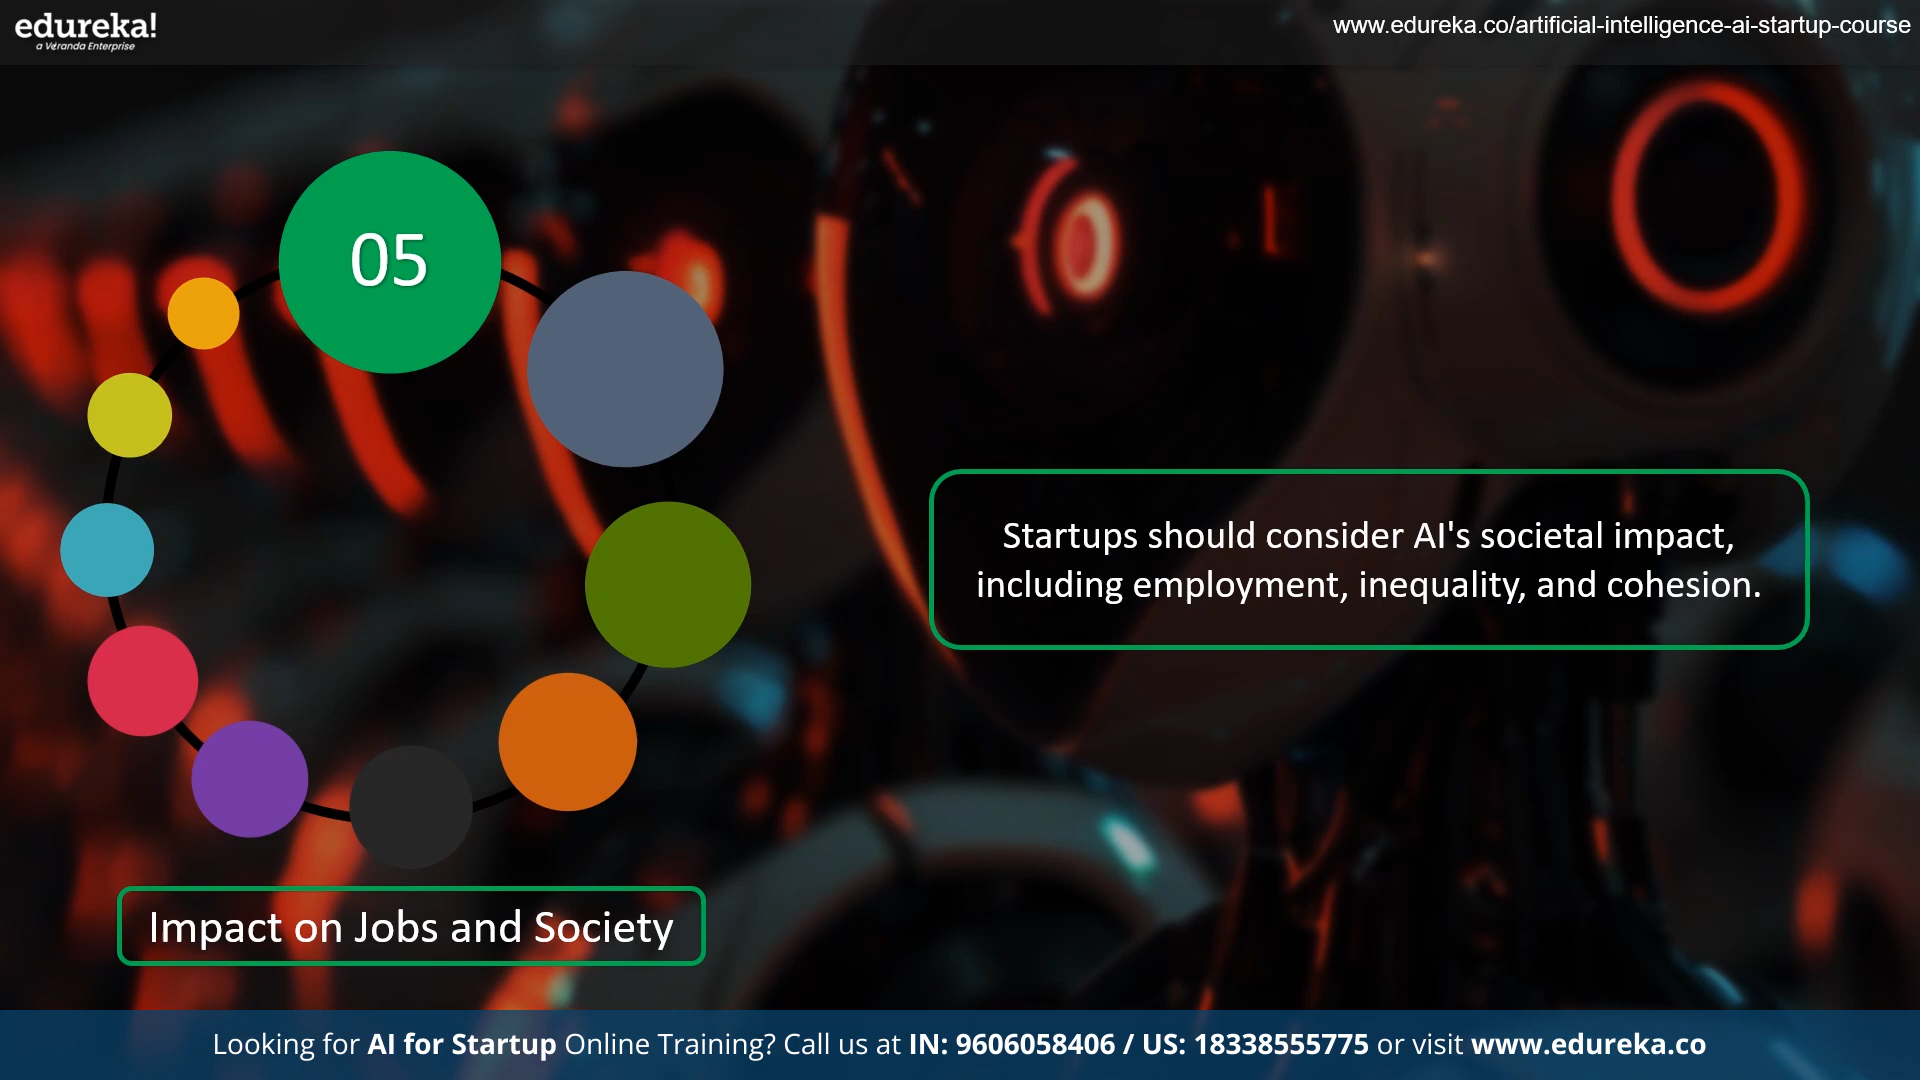 edureka!
a Veranda Enterprise
www.edureka.co/artificial-intelligence-ai-startup-course
05
Startups should consider AI's societal impact,
including employment, inequality, and cohesion.
Impact on Jobs and Society
Looking for AI for Startup Online Training? Call us at IN: 9606058406 / US: 18338555775 or visit www.edureka.co